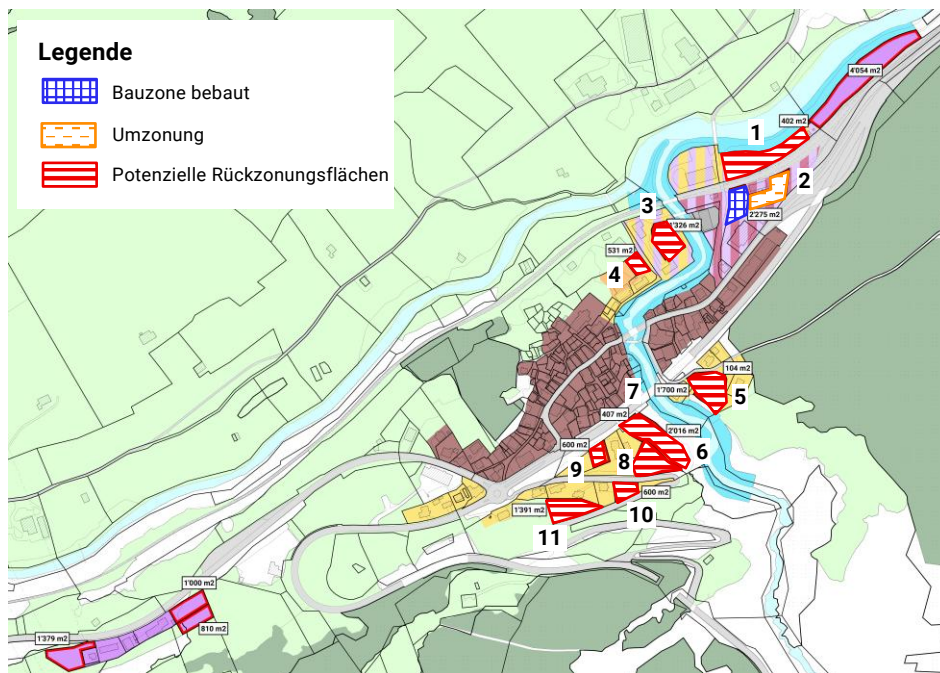 Legende
Bauzone bebaut
Umzonung
Potenzielle Rückzonungsflächen
4'054 m2
402 m2
1
2
2'275 m2
3
1'326 m2
531 m2
4
104 m2
1'700 m2
5
7
407 m2
2'016 m2
600 m2
6
9
8
600 m2
1'391 m2
10
11
1'000 m2
810 m2
1'379 m2